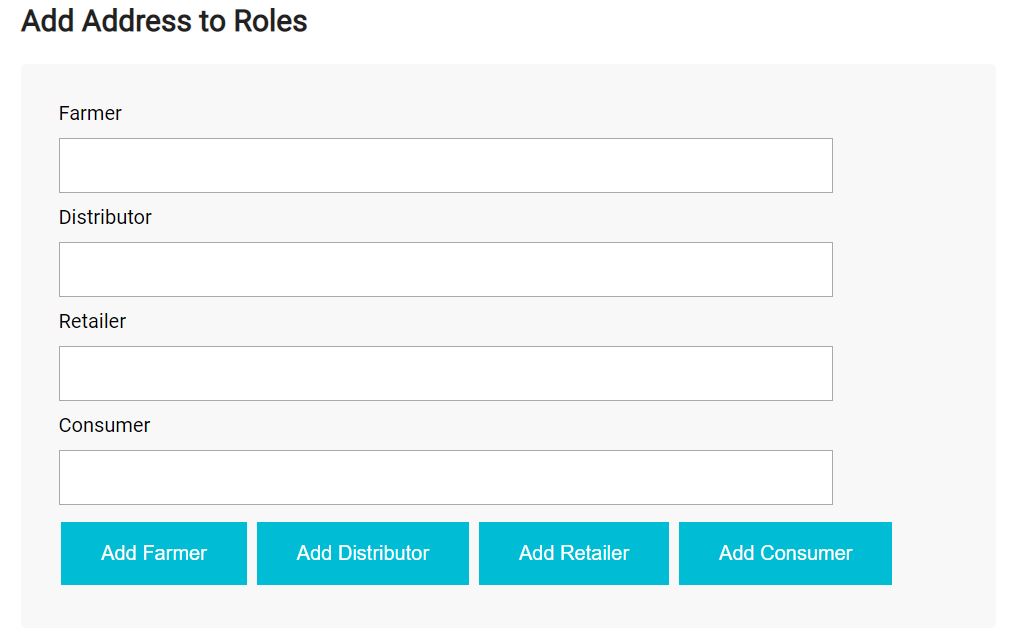 Add Address to Roles
Farmer
Distributor
Retailer
Consumer
Add Farmer Add Distributor Add Retailer Add Consumer